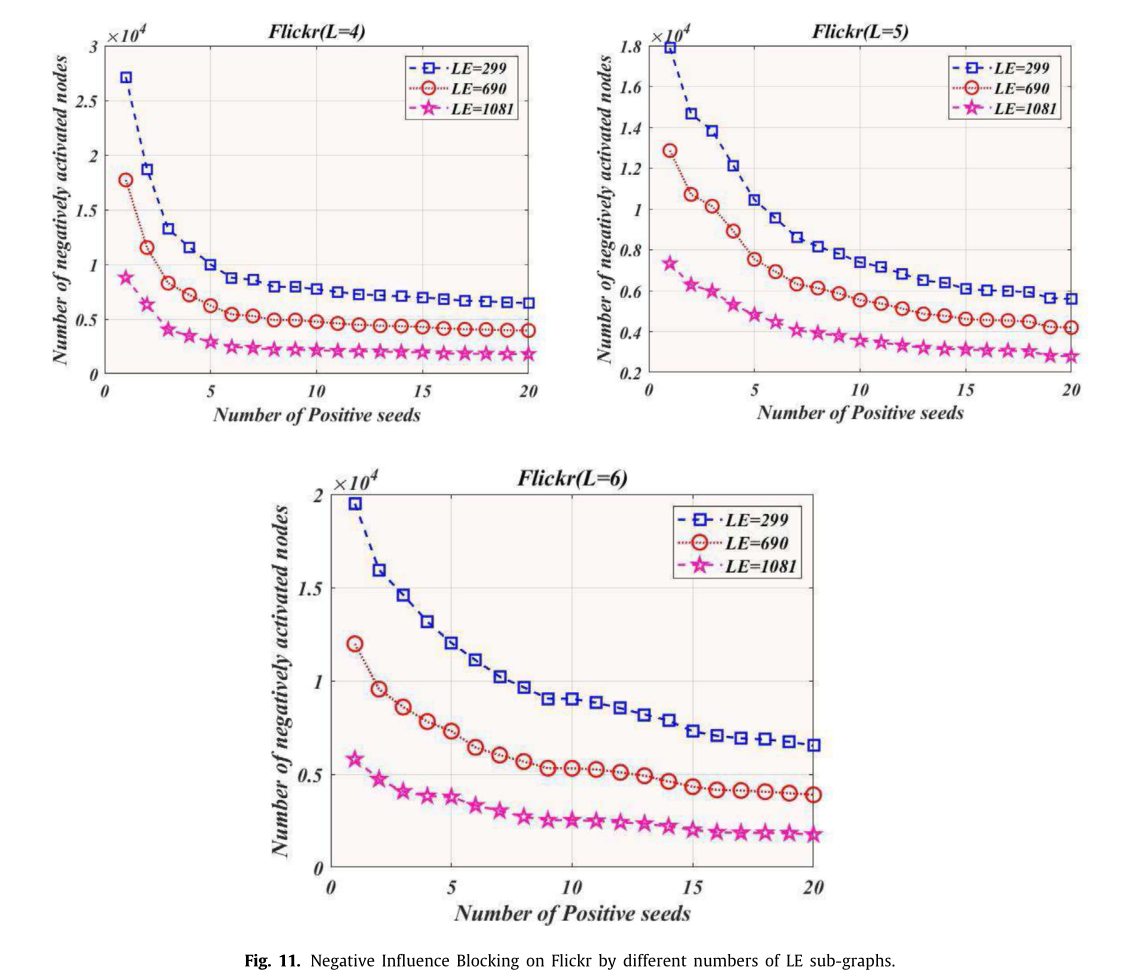 Flickr(L=4)
×10⁴
3
2.5
2
1.5
1
0.5
0
0 5 10 15 20
Number of negatively activated nodes
Number of Positive seeds
LE=299
LE=690
LE=1081
Flickr(L=5)
×10⁴
1.8
1.6
1.4
1.2
1
0.8
0.6
0.4
0.2
0 5 10 15 20
Number of negatively activated nodes
Number of Positive seeds
LE=299
LE=690
LE=1081
Flickr(L=6)
×10⁴
2
1.5
1
0.5
0
0 5 10 15 20
Number of negatively activated nodes
Number of Positive seeds
LE=299
LE=690
LE=1081
Fig. 11. Negative Influence Blocking on Flickr by different numbers of LE sub-graphs.